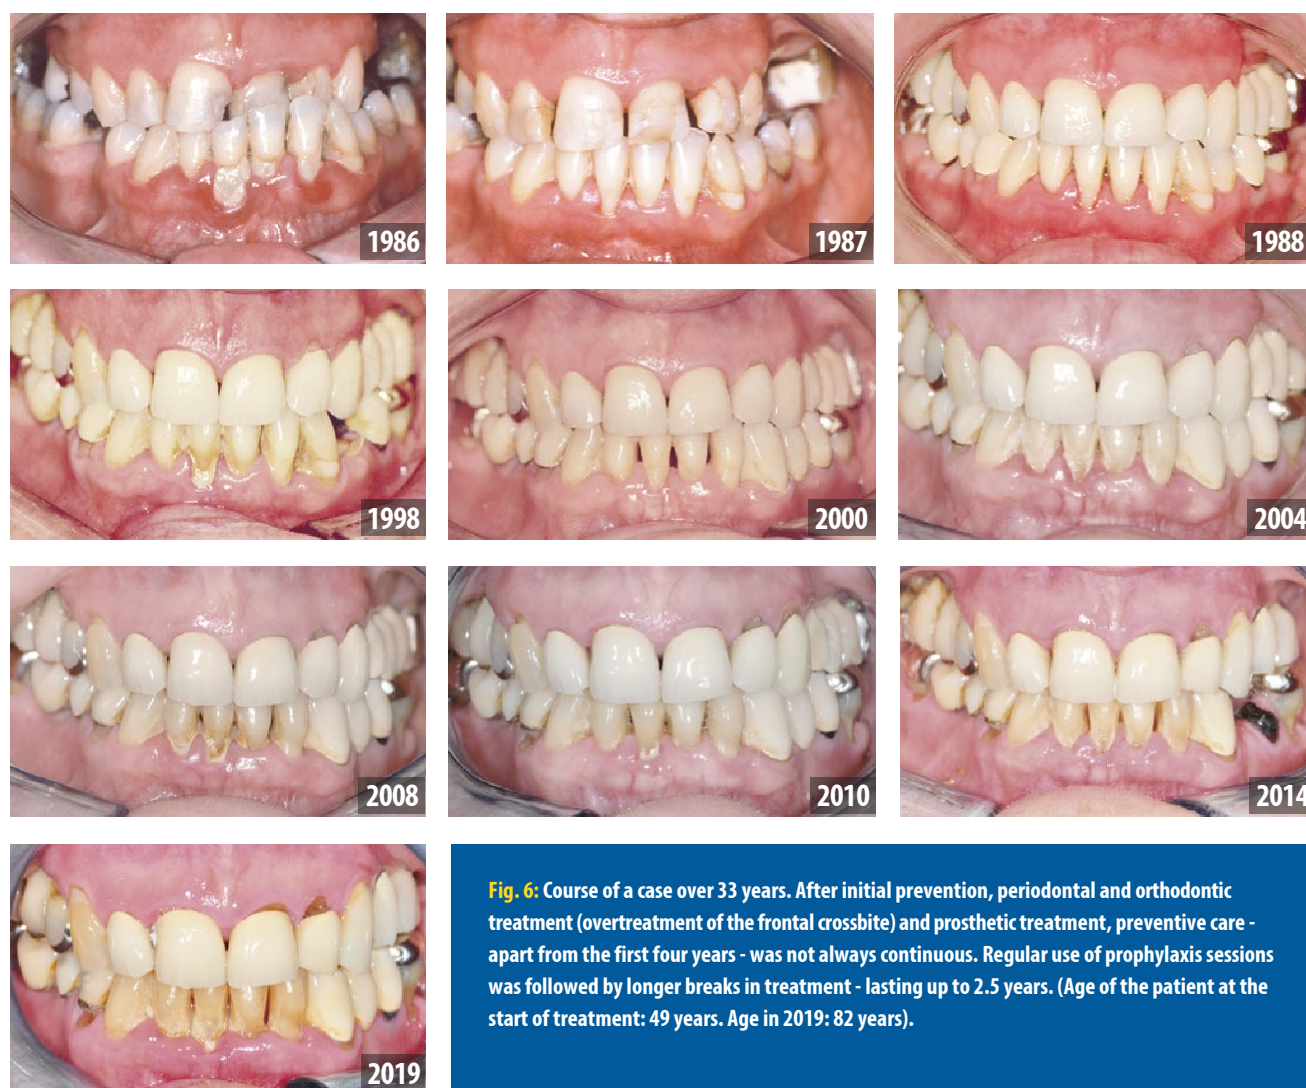 1986
1987
1988
1998
2000
2004
2008
2010
2014
2019
Fig. 6: Course of a case over 33 years. After initial prevention, periodontal and orthodontic
treatment (overtreatment of the frontal crossbite) and prosthetic treatment, preventive care -
apart from the first four years - was not always continuous. Regular use of prophylaxis sessions
was followed by longer breaks in treatment - lasting up to 2.5 years. (Age of the patient at the
start of treatment: 49 years. Age in 2019: 82 years).